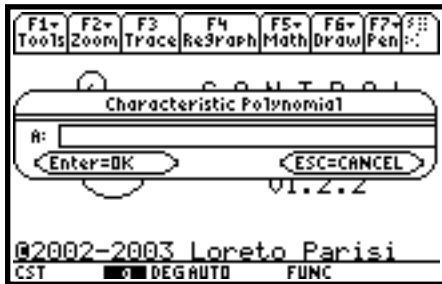 F1 F2 F3 F4 F5 F6 F7
Tools Zoom Trace ReGraph Math Draw Pen
CONTROL
Characteristic Polynomial
A:
Enter=OK ESC=CANCEL
V1.2.2
@2002-2003 Loreto Parisi
CST DEG AUTO FUNC